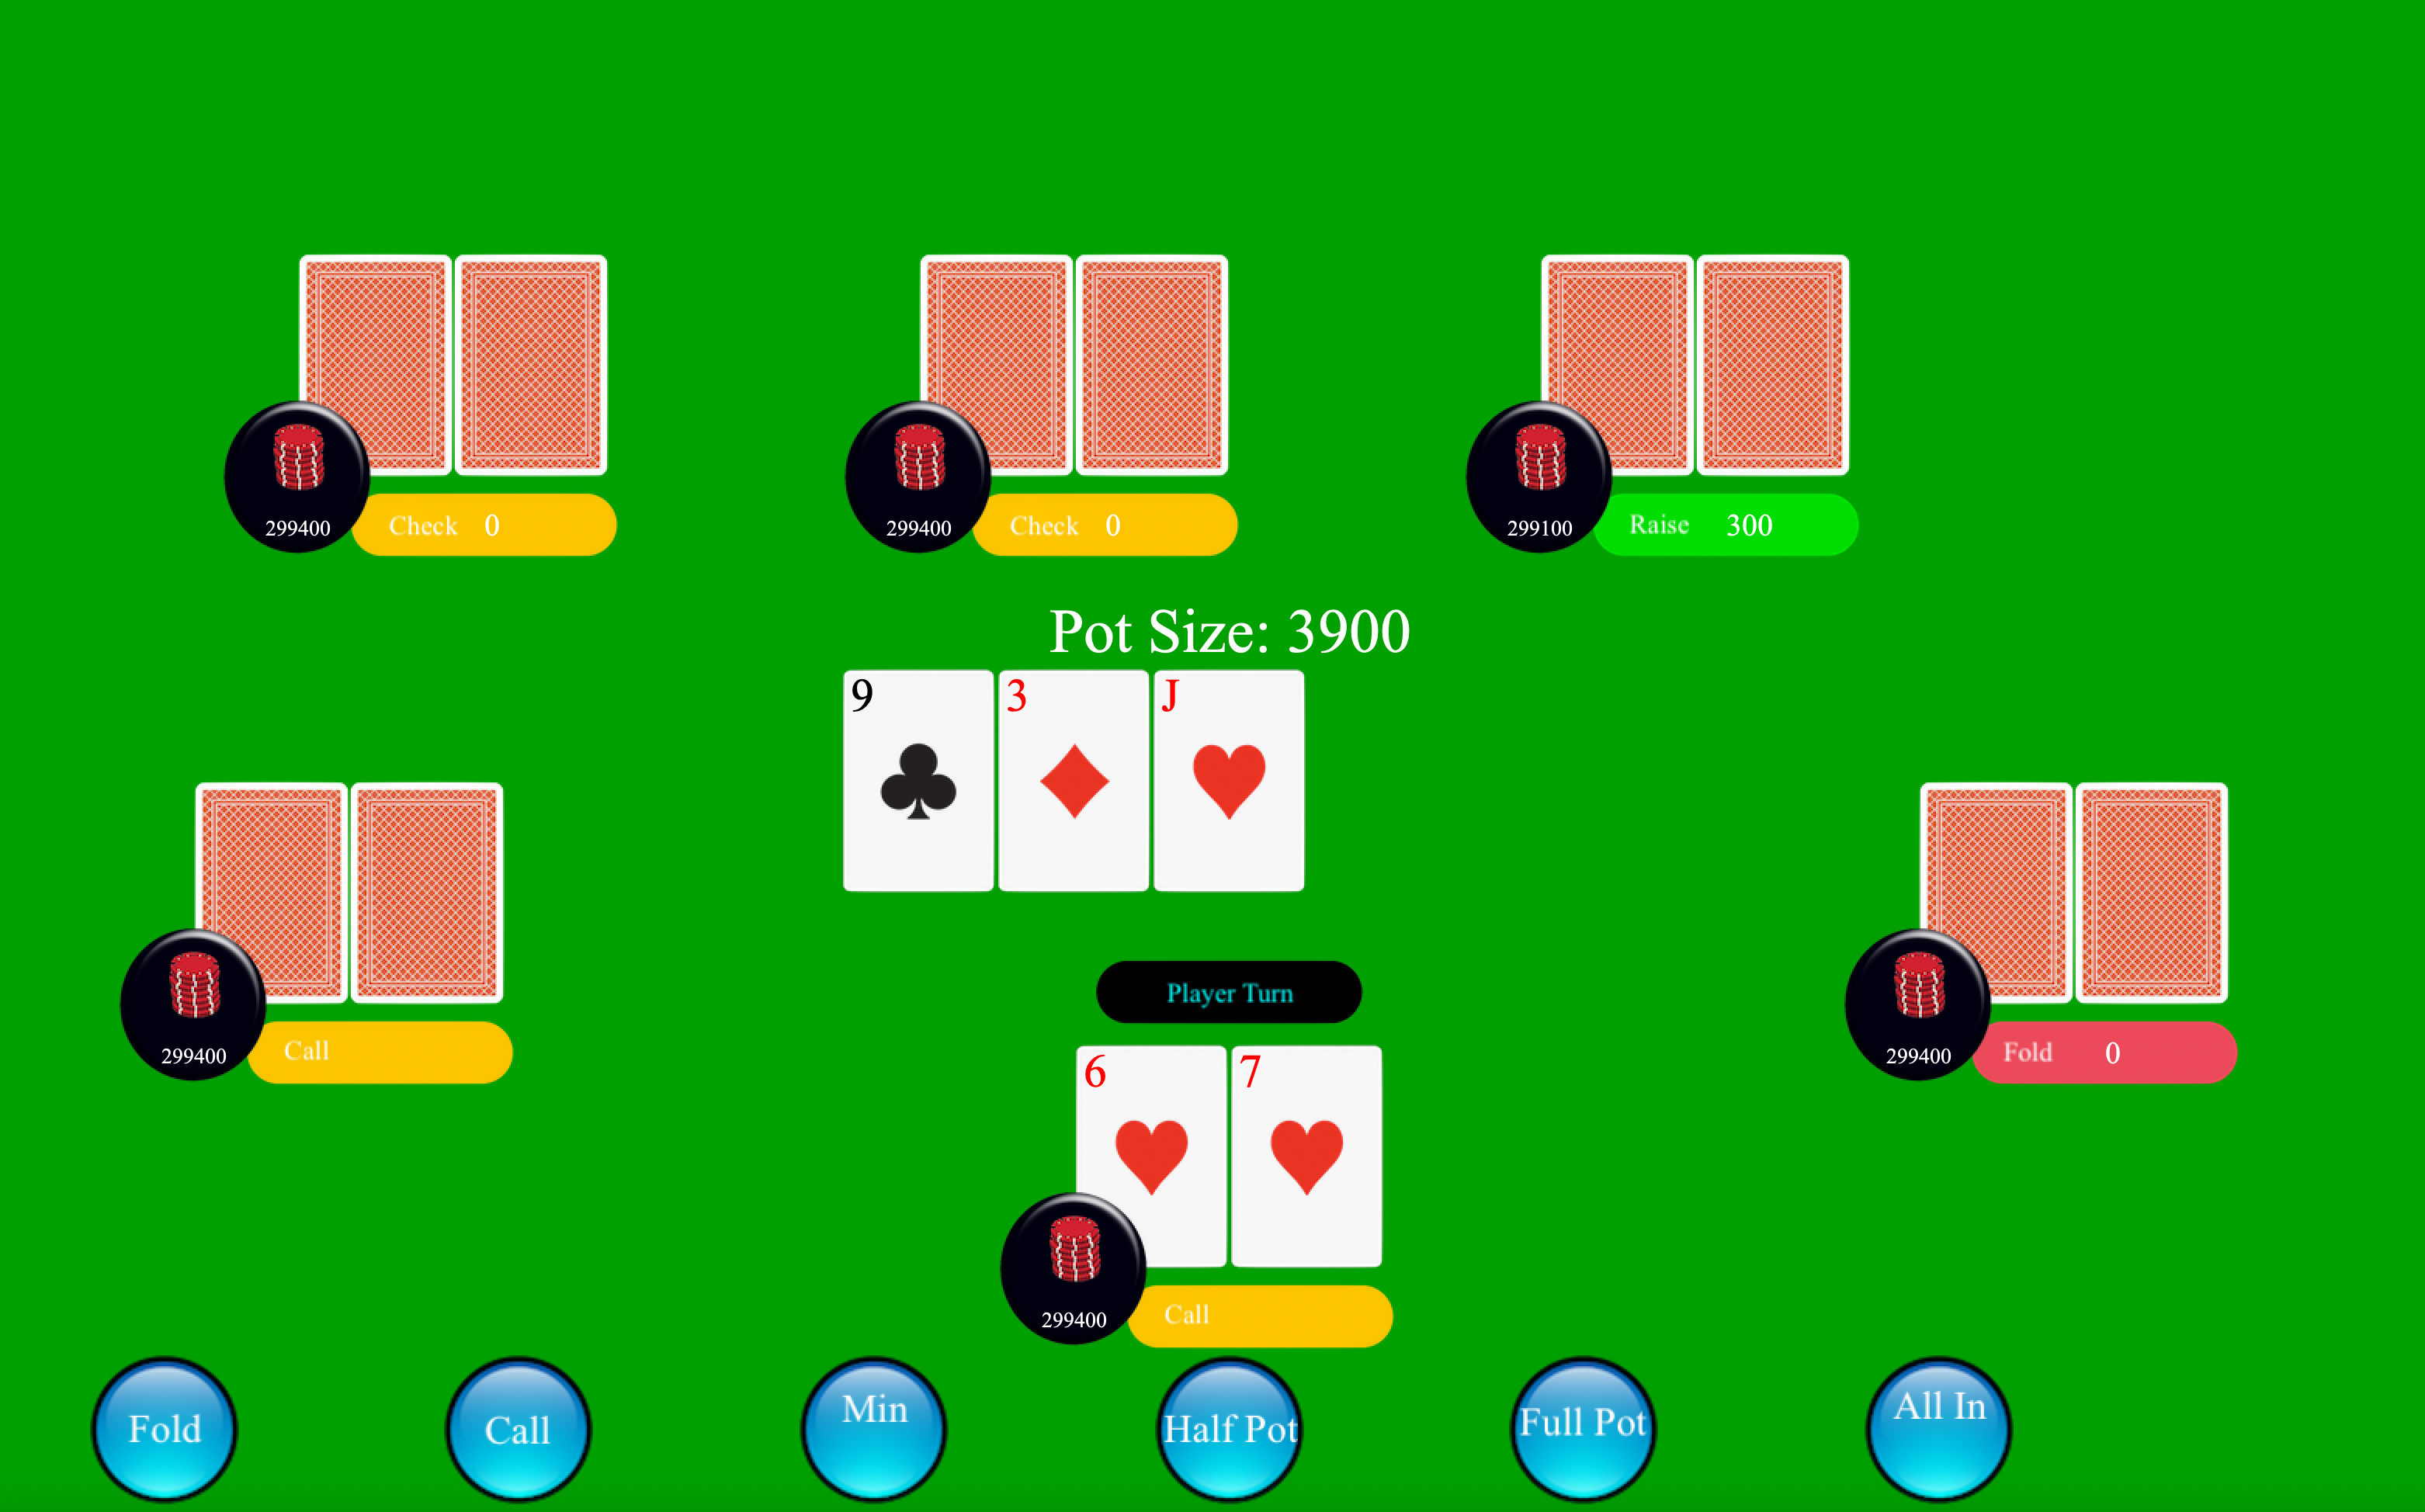 299400
Check 0
299400
Check 0
299100
Raise 300
Pot Size: 3900
9
3
J
299400
Call
299400
Fold 0
Player Turn
6
7
299400
Call
Fold
Call
Min
Half Pot
Full Pot
All In